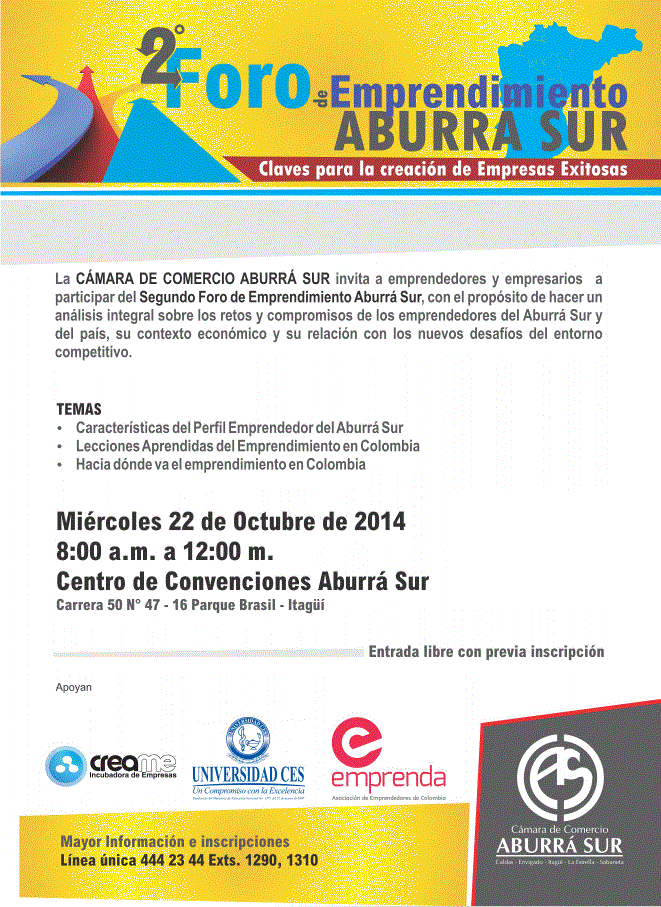 2° Foro de Emprendimiento
ABURRÁ SUR
Claves para la creación de Empresas Exitosas
La CÁMARA DE COMERCIO ABURRÁ SUR invita a emprendedores y empresarios a
participar del Segundo Foro de Emprendimiento Aburrá Sur, con el propósito de hacer un
análisis integral sobre los retos y compromisos de los emprendedores del Aburrá Sur y
del país, su contexto económico y su relación con los nuevos desafíos del entorno
competitivo.
TEMAS
• Características del Perfil Emprendedor del Aburrá Sur
• Lecciones Aprendidas del Emprendimiento en Colombia
• Hacia dónde va el emprendimiento en Colombia
Miércoles 22 de Octubre de 2014
8:00 a.m. a 12:00 m.
Centro de Convenciones Aburrá Sur
Carrera 50 N° 47 - 16 Parque Brasil - Itagüí
Entrada libre con previa inscripción
Apoyan
creame
Incubadora de Empresas
UNIVERSIDAD CES
Un Compromiso con la Excelencia
e
emprenda
Asociación de Emprendedores de Colombia
AS
Cámara de Comercio
ABURRÁ SUR
Caldas - Envigado - Itagüí - La Estrella - Sabaneta
Mayor Información e inscripciones
Línea única 444 23 44 Exts. 1290, 1310